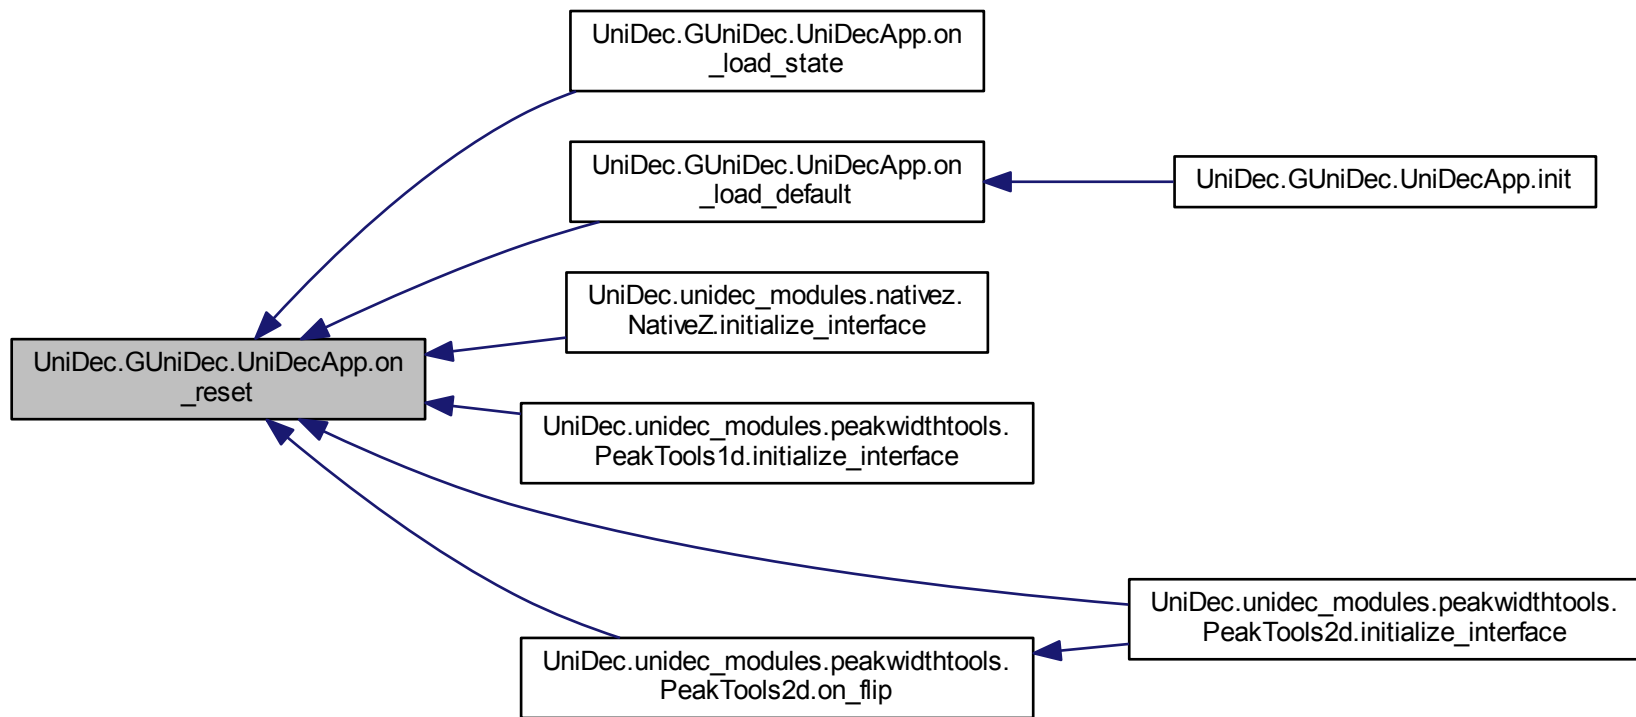 UniDec.GUniDec.UniDecApp.on
_load_state
UniDec.GUniDec.UniDecApp.on
_load_default
UniDec.GUniDec.UniDecApp.init
UniDec.unidec_modules.nativez.
NativeZ.initialize_interface
UniDec.GUniDec.UniDecApp.on
_reset
UniDec.unidec_modules.peakwidthtools.
PeakTools1d.initialize_interface
UniDec.unidec_modules.peakwidthtools.
PeakTools2d.initialize_interface
UniDec.unidec_modules.peakwidthtools.
PeakTools2d.on_flip